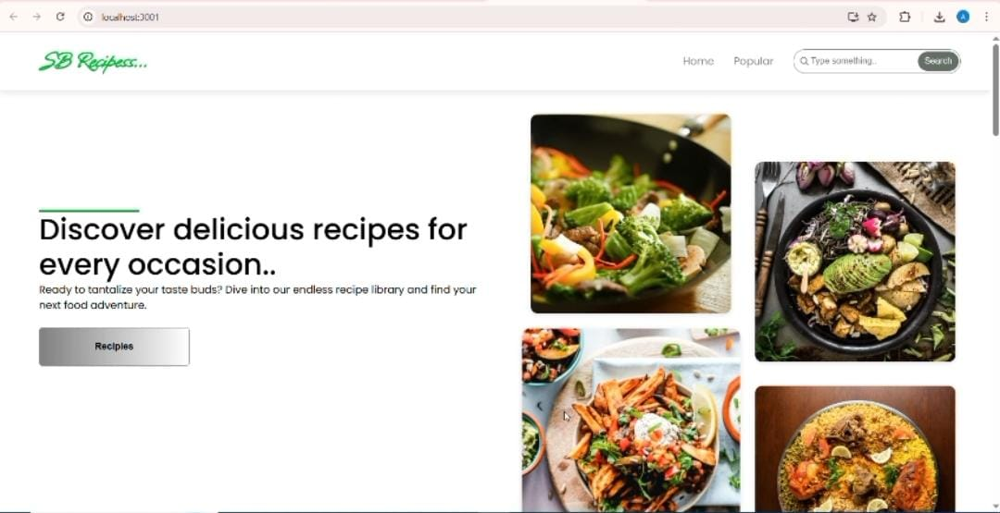 localhost:3001
A
SB Recipess...
Home
Popular
Type something..
Search
Discover delicious recipes for
every occasion..
Ready to tantalize your taste buds? Dive into our endless recipe library and find your
next food adventure.
Recipies